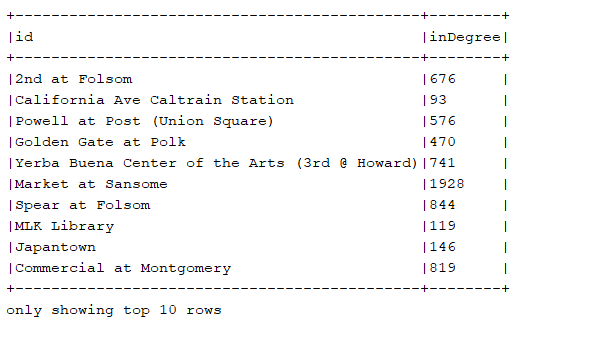 +---------------------------------------------+--------+
|id                                           |inDegree|
+---------------------------------------------+--------+
|2nd at Folsom                                |676     |
|California Ave Caltrain Station              |93      |
|Powell at Post (Union Square)                |576     |
|Golden Gate at Polk                          |470     |
|Yerba Buena Center of the Arts (3rd @ Howard)|741     |
|Market at Sansome                            |1928    |
|Spear at Folsom                              |844     |
|MLK Library                                  |119     |
|Japantown                                    |146     |
|Commercial at Montgomery                     |819     |
+---------------------------------------------+--------+
only showing top 10 rows